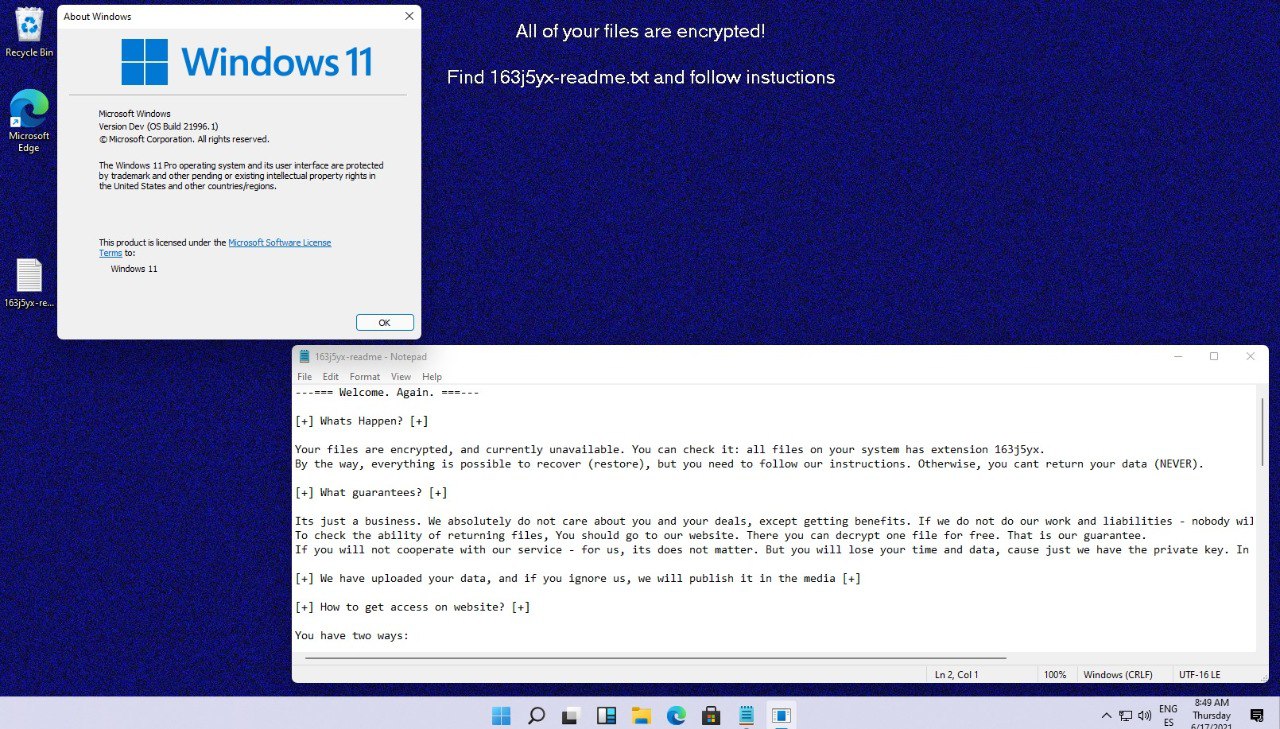 Recycle Bin
Microsoft
Edge
163j5yx-re...
About Windows
Windows 11
Microsoft Windows
Version Dev (OS Build 21996.1)
© Microsoft Corporation. All rights reserved.
The Windows 11 Pro operating system and its user interface are protected
by trademark and other pending or existing intellectual property rights in
the United States and other countries/regions.
This product is licensed under the Microsoft Software License
Terms to:
Windows 11
OK
All of your files are encrypted!
Find 163j5yx-readme.txt and follow instuctions
163j5yx-readme - Notepad
File Edit Format View Help
---=== Welcome. Again. ===---
[+] Whats Happen? [+]
Your files are encrypted, and currently unavailable. You can check it: all files on your system has extension 163j5yx.
By the way, everything is possible to recover (restore), but you need to follow our instructions. Otherwise, you cant return your data (NEVER).
[+] What guarantees? [+]
Its just a business. We absolutely do not care about you and your deals, except getting benefits. If we do not do our work and liabilities - nobody wil
To check the ability of returning files, You should go to our website. There you can decrypt one file for free. That is our guarantee.
If you will not cooperate with our service - for us, its does not matter. But you will lose your time and data, cause just we have the private key. In
[+] We have uploaded your data, and if you ignore us, we will publish it in the media [+]
[+] How to get access on website? [+]
You have two ways:
Ln 2, Col 1 100% Windows (CRLF) UTF-16 LE
ENG
ES
8:49 AM
Thursday
6/17/2021